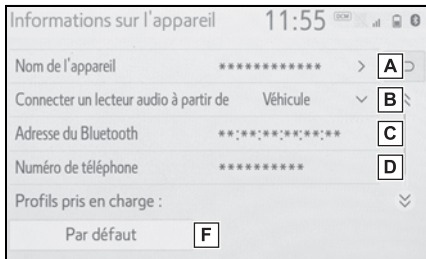 Informations sur l'appareil 11:55 DCM
Nom de l'appareil ************ > A
Connecter un lecteur audio à partir de Véhicule B
Adresse du Bluetooth **:**:**:**:**:** C
Numéro de téléphone ********** D
Profils pris en charge :
Par défaut F